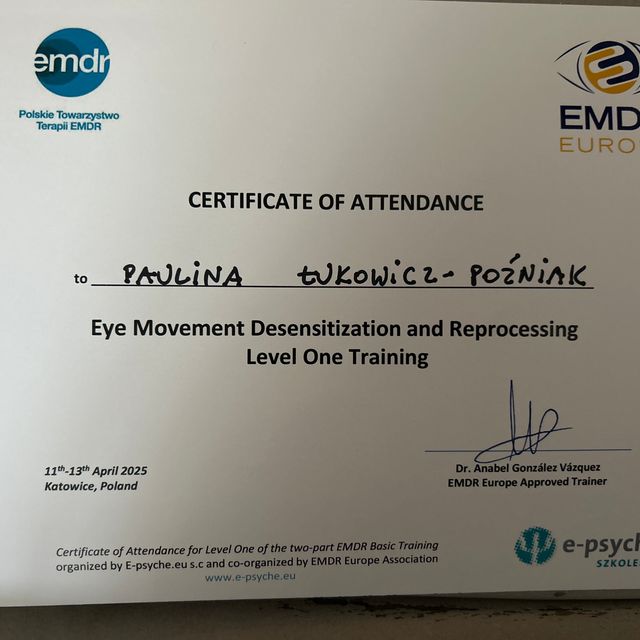 emdr
Polskie Towarzystwo
Terapii EMDR
EMD
EURO
CERTIFICATE OF ATTENDANCE
to PAULINA ŁUKOWICZ-POŹNIAK
Eye Movement Desensitization and Reprocessing
Level One Training
11th-13th April 2025
Katowice, Poland
Dr. Anabel González Vázquez
EMDR Europe Approved Trainer
Certificate of Attendance for Level One of the two-part EMDR Basic Training
organized by E-psyche.eu s.c and co-organized by EMDR Europe Association
www.e-psyche.eu
e-psych
SZKOLE